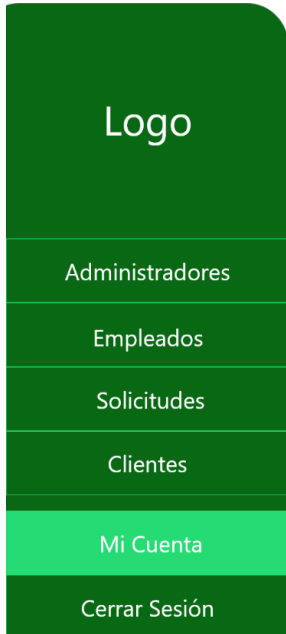 Logo
Administradores
Empleados
Solicitudes
Clientes
Mi Cuenta
Cerrar Sesión